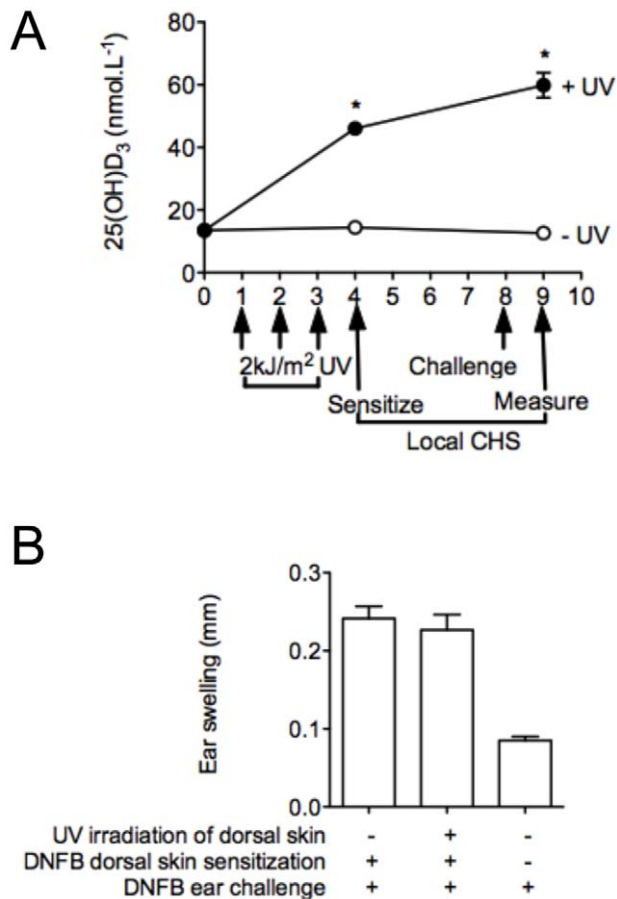 A
25(OH)D₃ (nmol.L⁻¹)
80
60
40
20
0
*
*
+ UV
- UV
0 1 2 3 4 5 6 7 8 9 10
2kJ/m² UV
Challenge
Sensitize
Measure
Local CHS
B
Ear swelling (mm)
0.3
0.2
0.1
0.0
UV irradiation of dorsal skin - + -
DNFB dorsal skin sensitization + + -
DNFB ear challenge + + +